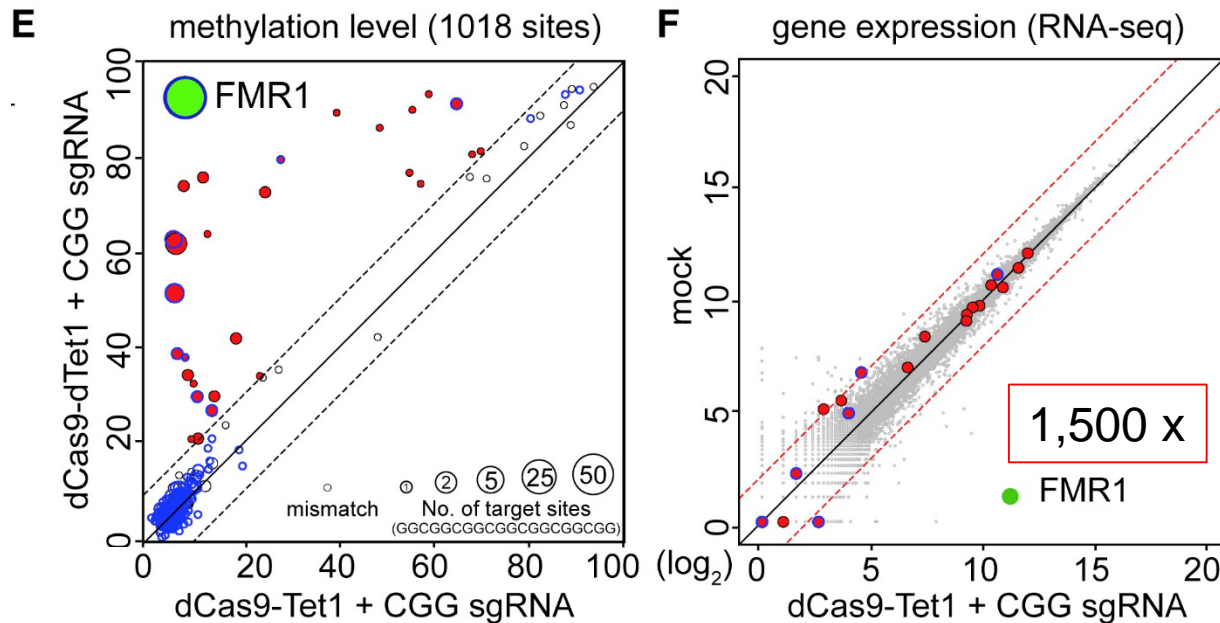 E methylation level (1018 sites)
100
80
60
40
20
0
dCas9-dTet1 + CGG sgRNA
FMR1
mismatch
1 2 5 25 50
No. of target sites
(GGCGGCGGCGGCGGCGGCGG)
0 20 40 60 80 100
dCas9-Tet1 + CGG sgRNA
F gene expression (RNA-seq)
20
15
10
5
0
mock
1,500 x
FMR1
(log2)
0 5 10 15 20
dCas9-Tet1 + CGG sgRNA